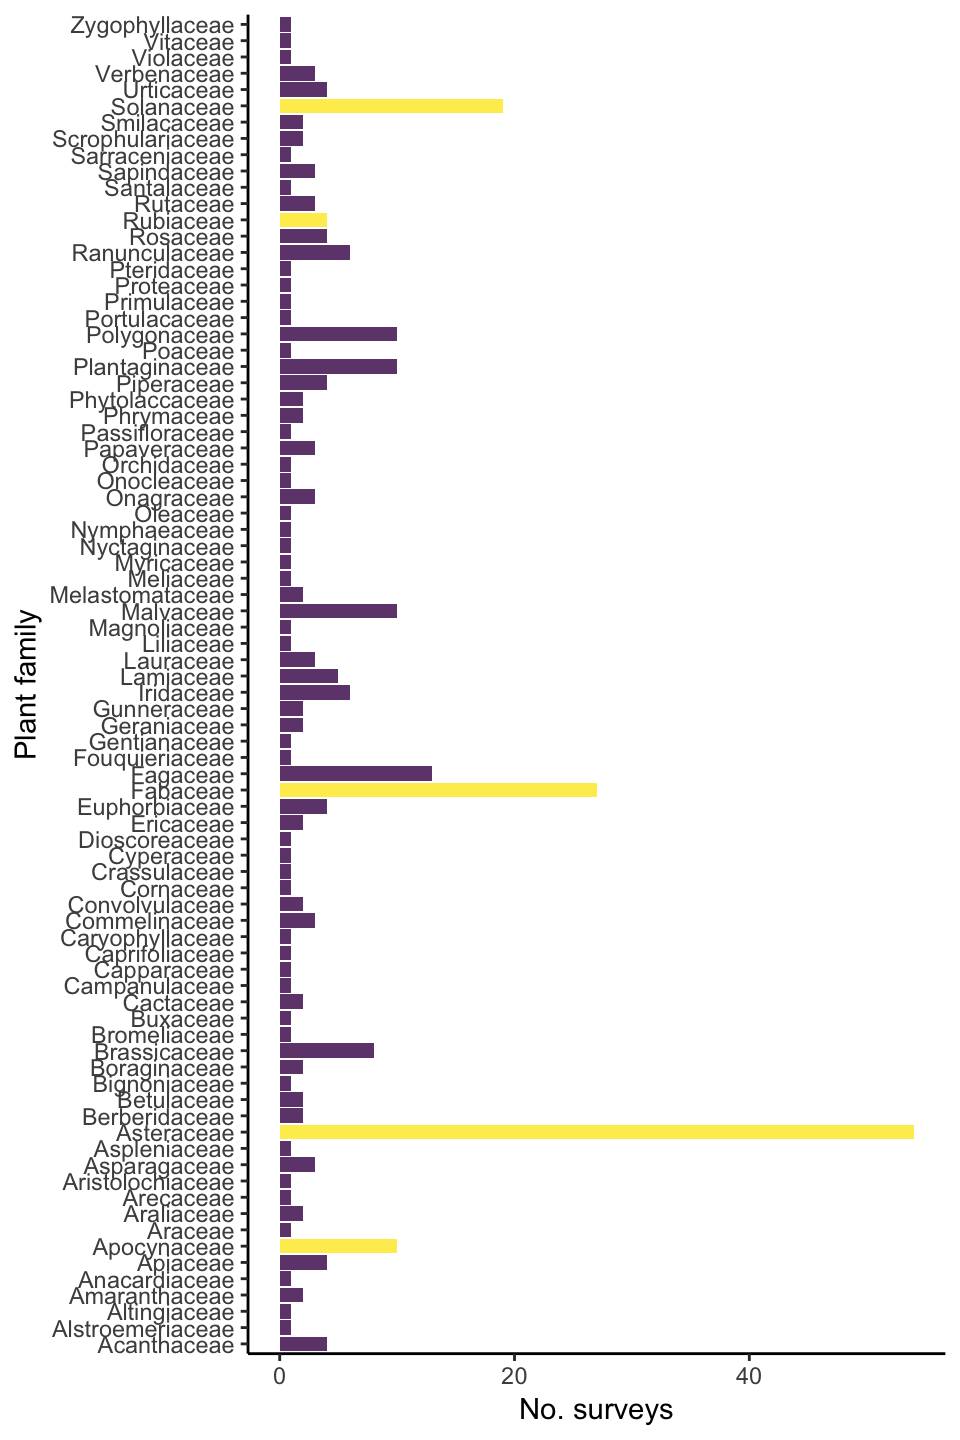 Zygophyllaceae
Vitaceae
Violaceae
Verbenaceae
Urticaceae
Solanaceae
Smilacaceae
Scrophulariaceae
Sarraceniaceae
Sapindaceae
Santalaceae
Rutaceae
Rubiaceae
Rosaceae
Ranunculaceae
Pteridaceae
Proteaceae
Primulaceae
Portulacaceae
Polygonaceae
Poaceae
Plantaginaceae
Piperaceae
Phytolaccaceae
Phrymaceae
Passifloraceae
Papaveraceae
Orchidaceae
Onocleaceae
Onagraceae
Oleaceae
Nymphaeaceae
Nyctaginaceae
Myricaceae
Meliaceae
Melastomataceae
Malvaceae
Magnoliaceae
Liliaceae
Lauraceae
Lamiaceae
Iridaceae
Gunneraceae
Geraniaceae
Gentianaceae
Fouquieriaceae
Fagaceae
Fabaceae
Euphorbiaceae
Ericaceae
Dioscoreaceae
Cyperaceae
Crassulaceae
Cornaceae
Convolvulaceae
Commelinaceae
Caryophyllaceae
Caprifoliaceae
Capparaceae
Campanulaceae
Cactaceae
Buxaceae
Bromeliaceae
Brassicaceae
Boraginaceae
Bignoniaceae
Betulaceae
Berberidaceae
Asteraceae
Aspleniaceae
Asparagaceae
Aristolochiaceae
Arecaceae
Araliaceae
Araceae
Apocynaceae
Apiaceae
Anacardiaceae
Amaranthaceae
Altingiaceae
Alstroemeriaceae
Acanthaceae
Plant family
0 20 40
No. surveys